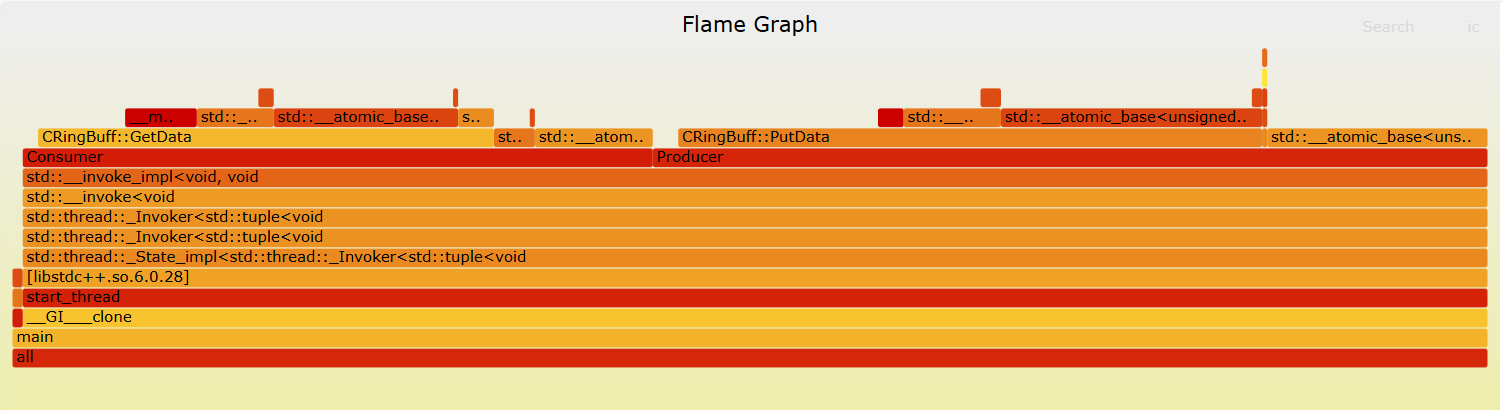 Flame Graph
Search ic
__m.. std::_.. std::__atomic_base.. s.. std::__.. std::__atomic_base<unsigned..
CRingBuff::GetData st.. std::__atom.. CRingBuff::PutData std::__atomic_base<uns..
Consumer Producer
std::__invoke_impl<void, void
std::__invoke<void
std::thread::_Invoker<std::tuple<void
std::thread::_Invoker<std::tuple<void
std::thread::_State_impl<std::thread::_Invoker<std::tuple<void
[libstdc++.so.6.0.28]
start_thread
__GI___clone
main
all